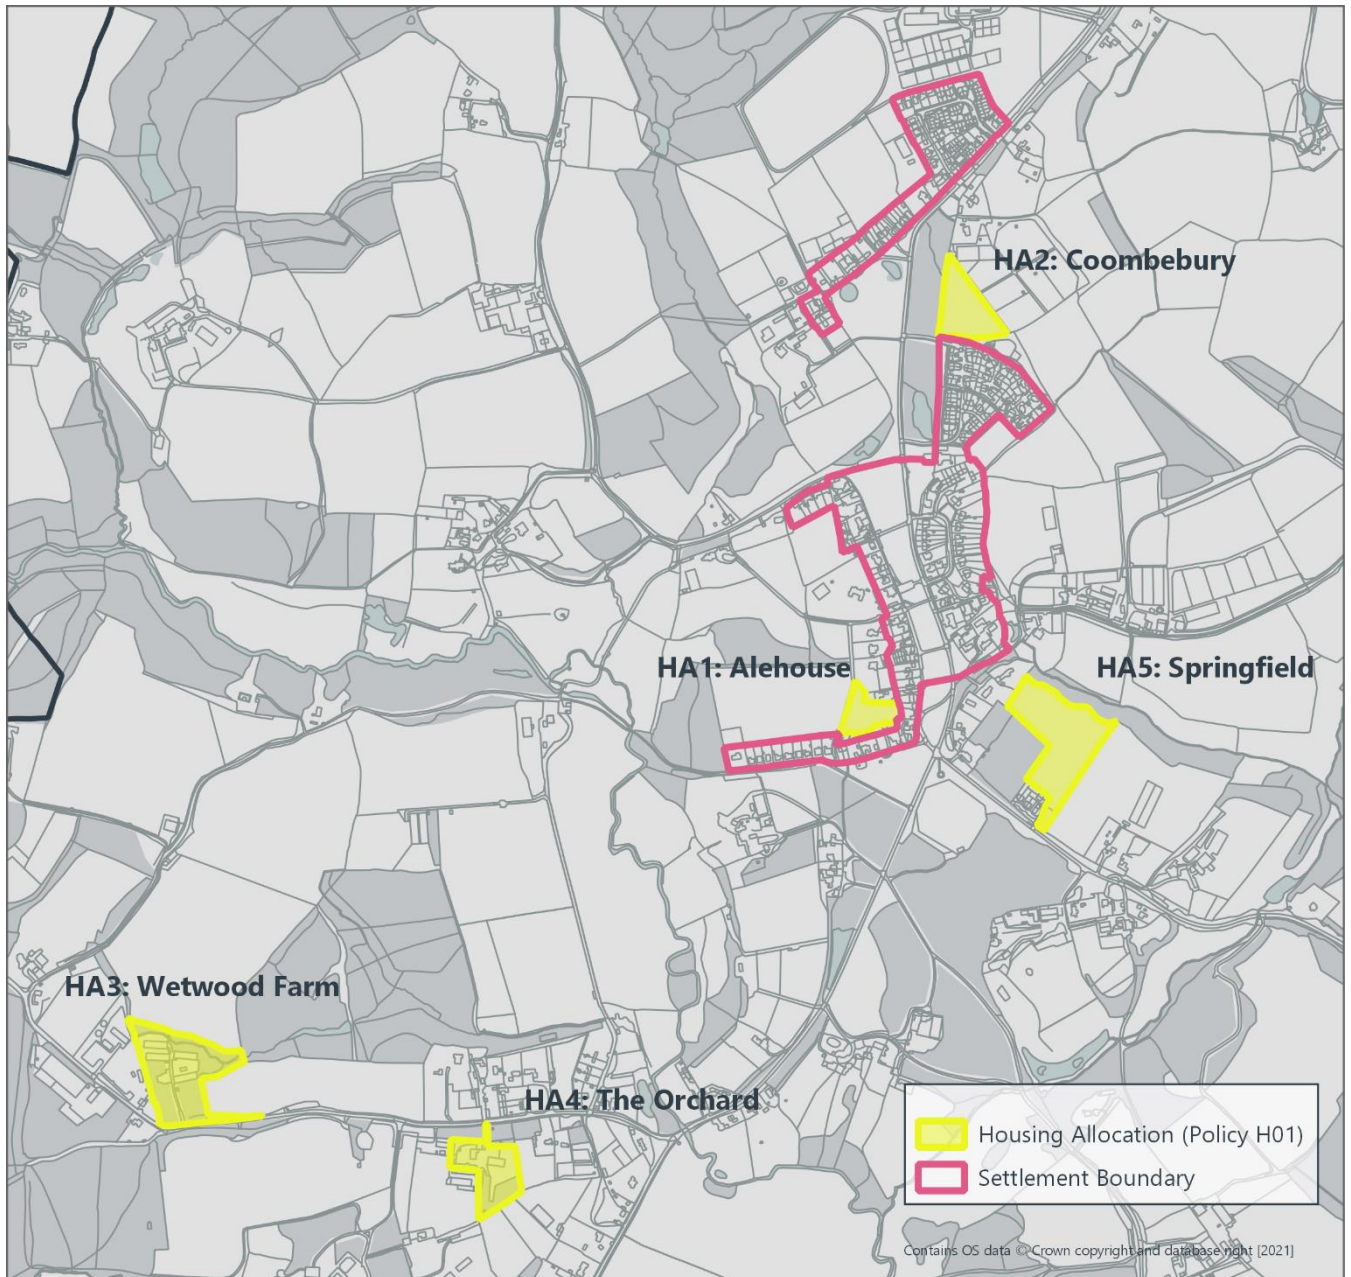 HA2: Coombebury
HA1: Alehouse
HA5: Springfield
HA3: Wetwood Farm
HA4: The Orchard
Housing Allocation (Policy H01)
Settlement Boundary
Contains OS data © Crown copyright and database right [2021]